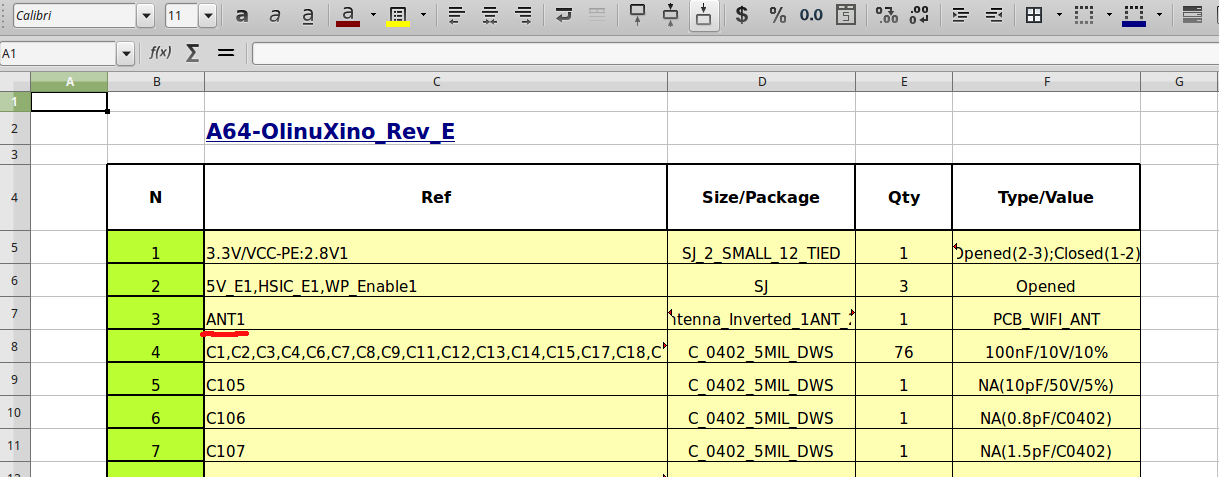 Calibri 11 a a a a $ % 0.0 5
A1 f(x) Σ =
A B C D E F G
1
2 A64-OlinuXino_Rev_E
3
4 N Ref Size/Package Qty Type/Value
5 1 3.3V/VCC-PE:2.8V1 SJ_2_SMALL_12_TIED 1 Opened(2-3);Closed(1-2)
6 2 5V_E1,HSIC_E1,WP_Enable1 SJ 3 Opened
7 3 ANT1 ntenna_Inverted_1ANT_ 1 PCB_WIFI_ANT
8 4 C1,C2,C3,C4,C6,C7,C8,C9,C11,C12,C13,C14,C15,C17,C18,C C_0402_5MIL_DWS 76 100nF/10V/10%
9 5 C105 C_0402_5MIL_DWS 1 NA(10pF/50V/5%)
10 6 C106 C_0402_5MIL_DWS 1 NA(0.8pF/C0402)
11 7 C107 C_0402_5MIL_DWS 1 NA(1.5pF/C0402)